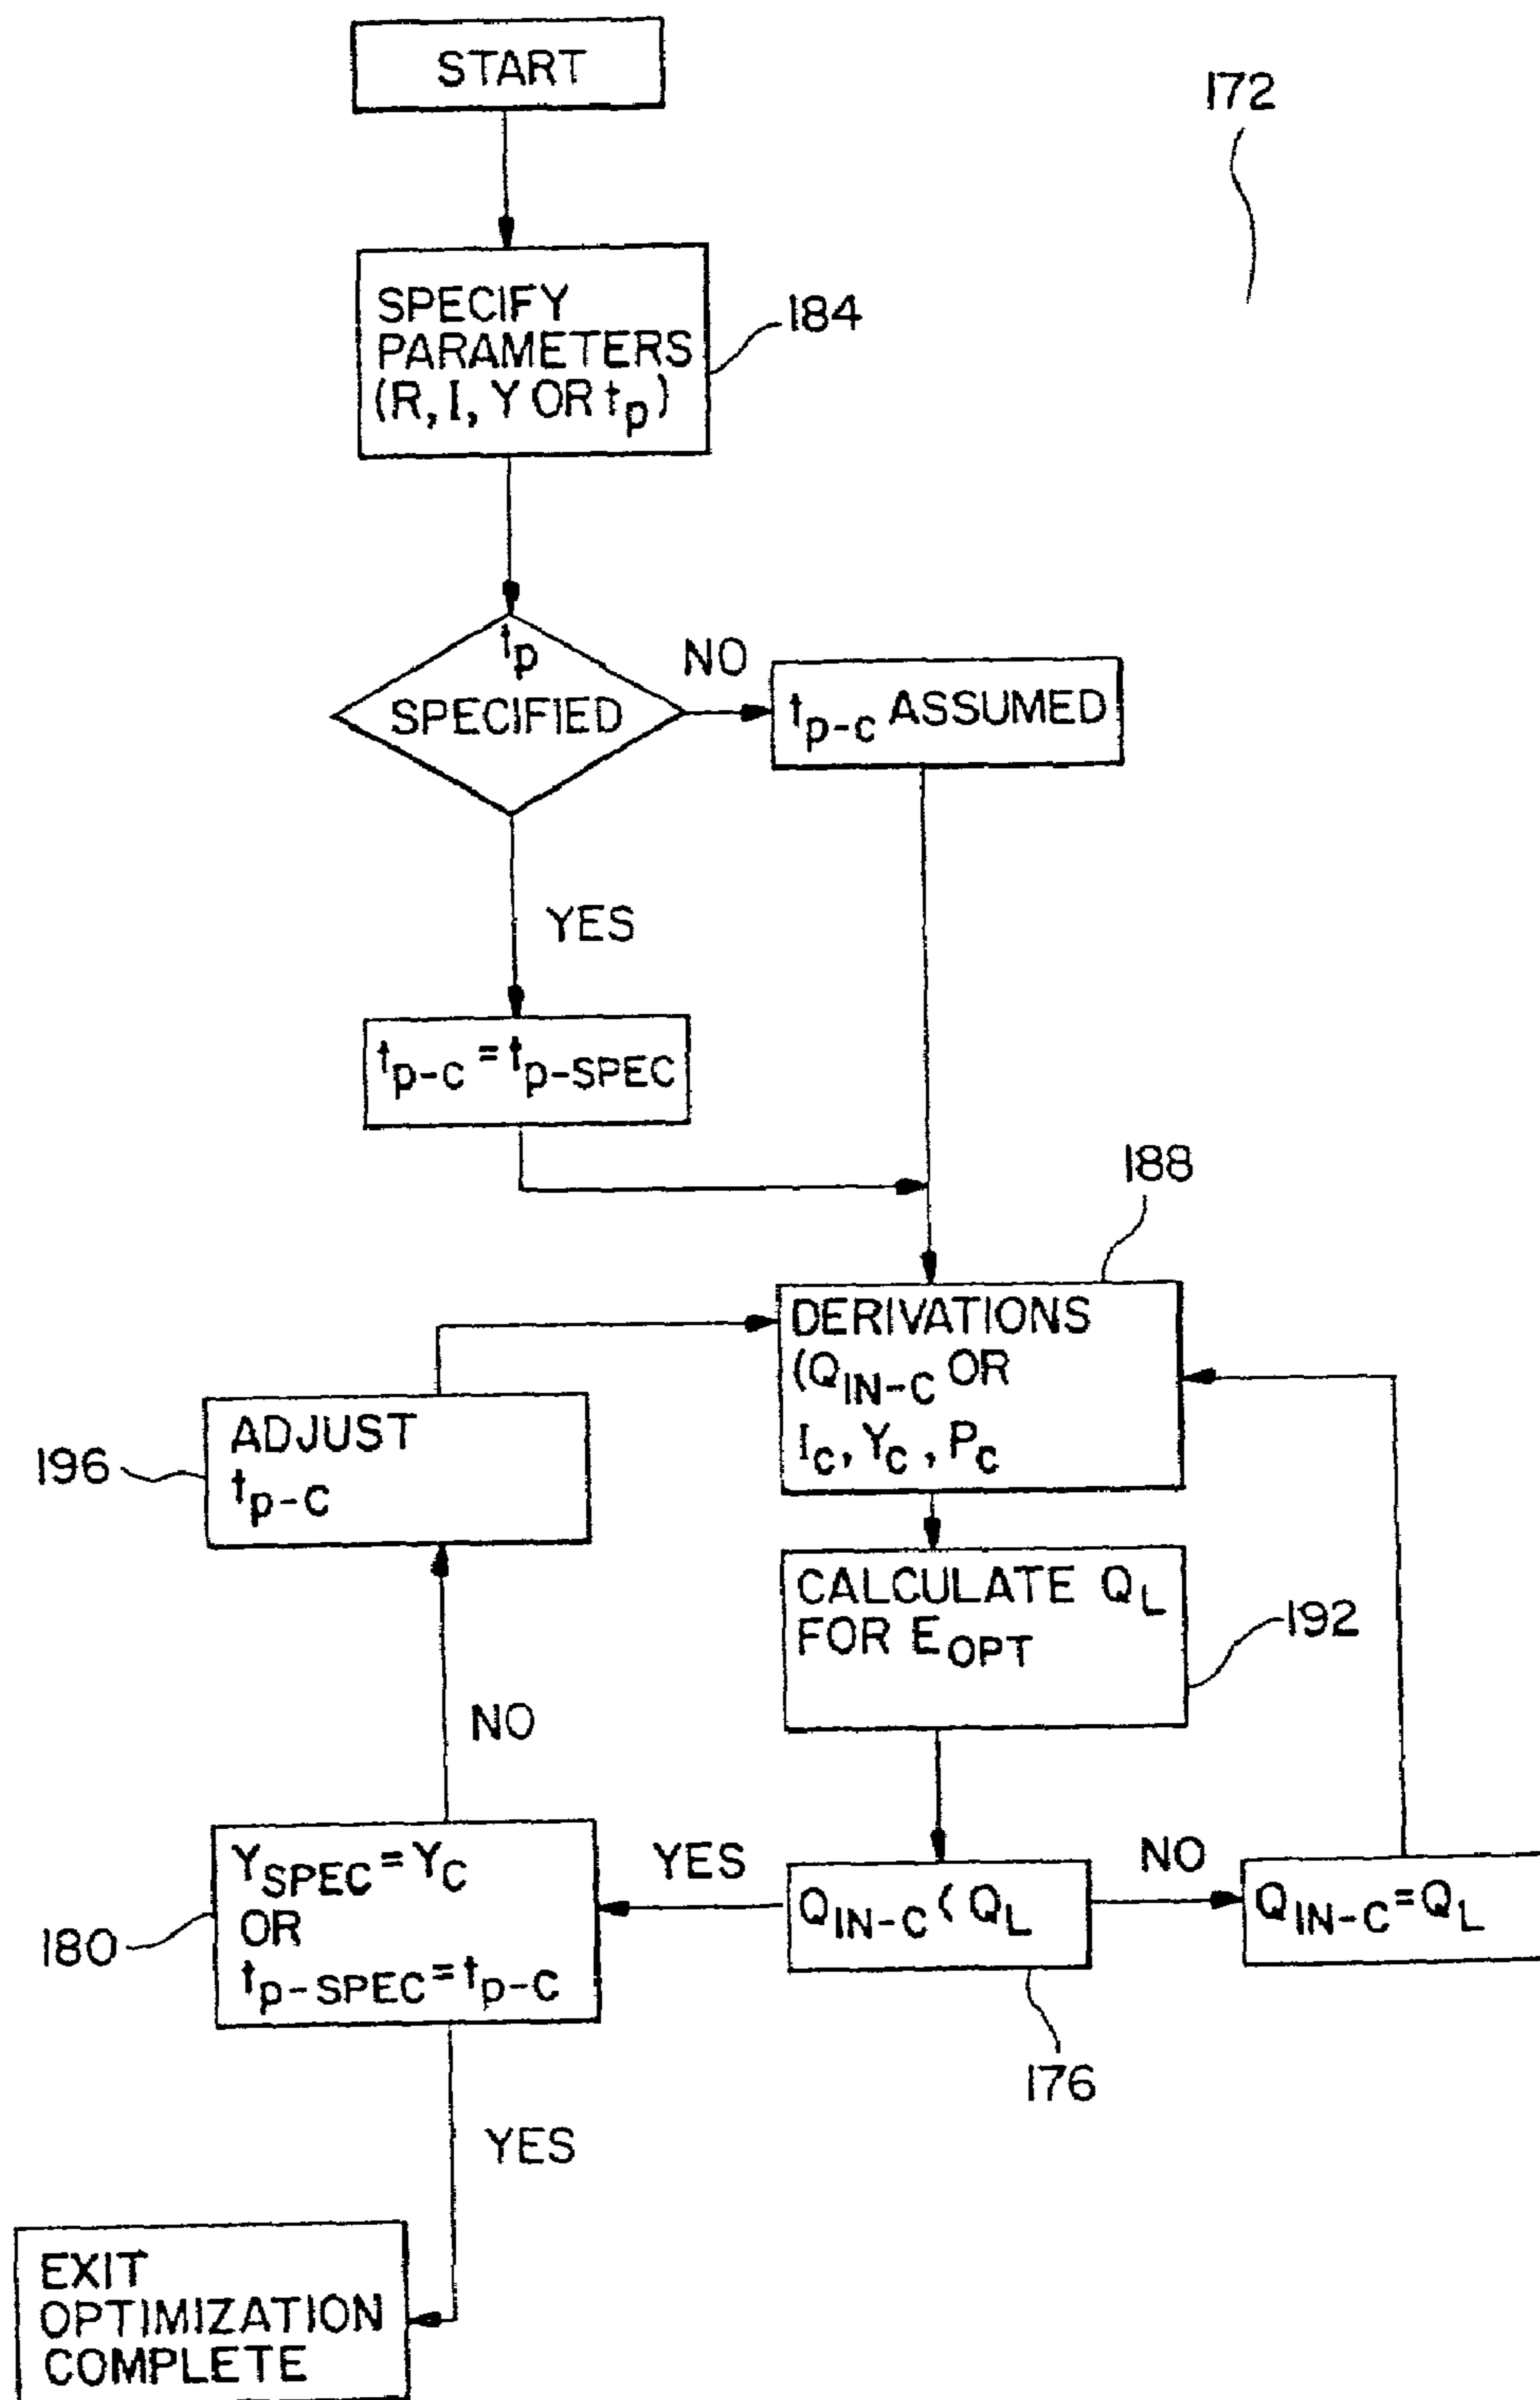 START
172
SPECIFY
PARAMETERS
(R, I, Y OR tp)
184
tp
SPECIFIED
NO
tp-c ASSUMED
YES
tp-c = tp-SPEC
188
DERIVATIONS
(QIN-C OR
IC, YC, PC
ADJUST
tp-c
196
CALCULATE QL
FOR EOPT
192
NO
YSPEC = YC
OR
tp-SPEC = tp-C
180
YES
QIN-C ( QL
NO
QIN-C = QL
176
YES
EXIT
OPTIMIZATION
COMPLETE